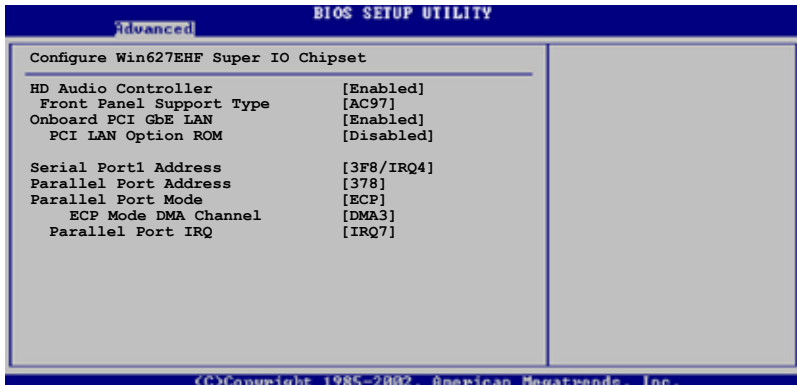 BIOS SETUP UTILITY
Advanced
Configure Win627EHF Super IO Chipset
HD Audio Controller [Enabled]
Front Panel Support Type [AC97]
Onboard PCI GbE LAN [Enabled]
PCI LAN Option ROM [Disabled]
Serial Port1 Address [3F8/IRQ4]
Parallel Port Address [378]
Parallel Port Mode [ECP]
ECP Mode DMA Channel [DMA3]
Parallel Port IRQ [IRQ7]
(C)Copyright 1985-2002, American Megatrends, Inc.